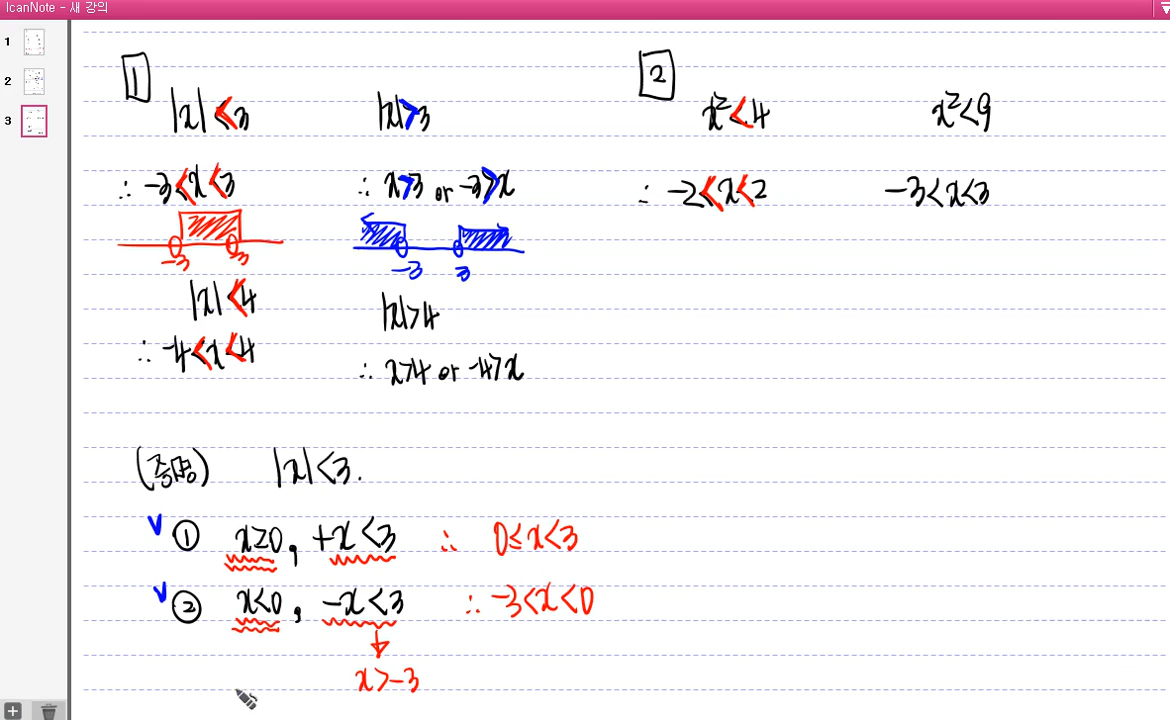 IcanNote - 새 강의
1
2
3
1
|x| < 3
|x| > 3
∴ -3 < x < 3
∴ x > 3 or -3 > x
-3 3
-3 3
|x| < 4
|x| > 4
∴ -4 < x < 4
∴ x > 4 or -4 > x
2
x² < 4
x² < 9
∴ -2 < x < 2
-3 < x < 3
(증명) |x| < 3.
① x ≥ 0, +x < 3 ∴ 0 ≤ x < 3
② x < 0, -x < 3 ∴ -3 < x < 0
x > -3